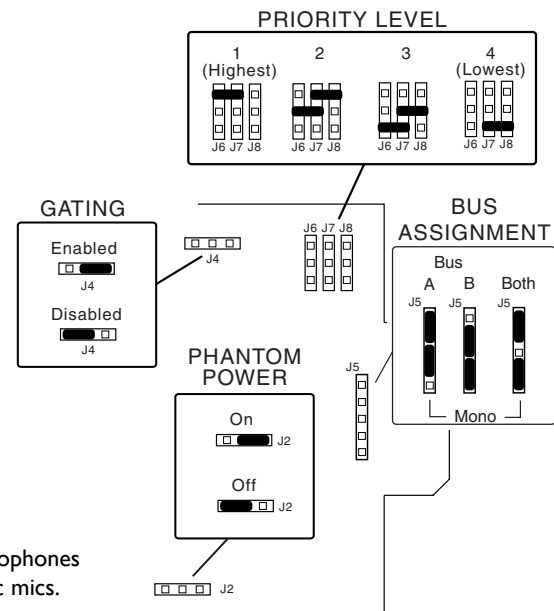 PRIORITY LEVEL
1 2 3 4
(Highest) (Lowest)
J6 J7 J8 J6 J7 J8 J6 J7 J8 J6 J7 J8
GATING
Enabled
J4
Disabled
J4
J4
J6 J7 J8
BUS
ASSIGNMENT
Bus
A B Both
J5 J5 J5
Mono
J5
PHANTOM
POWER
On
J2
Off
J2
ophones
c mics.
J2